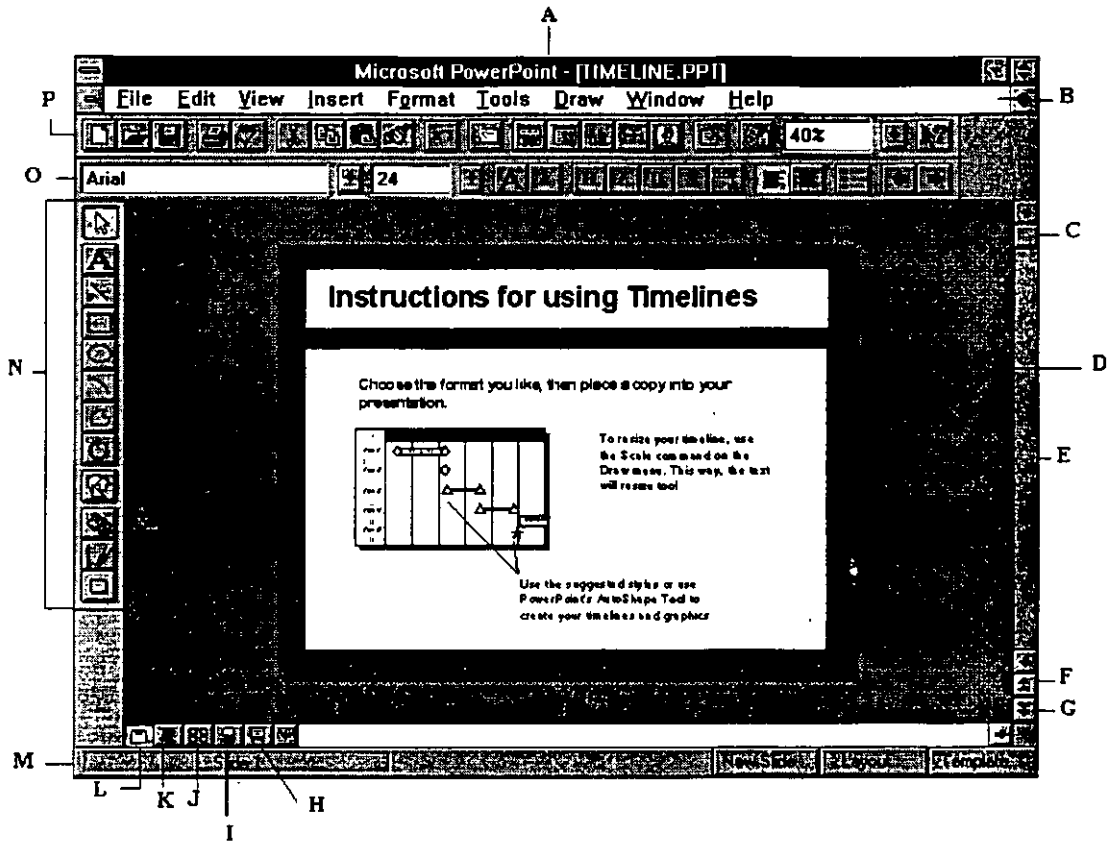 A
Microsoft PowerPoint - [TIMELINE.PPT]
P
File Edit View Insert Format Tools Draw Window Help
B
40%
O
Arial
24
C
Instructions for using Timelines
D
N
Choose the format you like, then place a copy into your
presentation.
To resize your timeline, use
the Scale command on the
Draw menu. This way, the text
will resize too!
E
Use the suggested styles or use
PowerPoint's AutoShape Tool to
create your timelines and graphics
F
G
M
New Slide... Layout... Template...
L
K
J
I
H